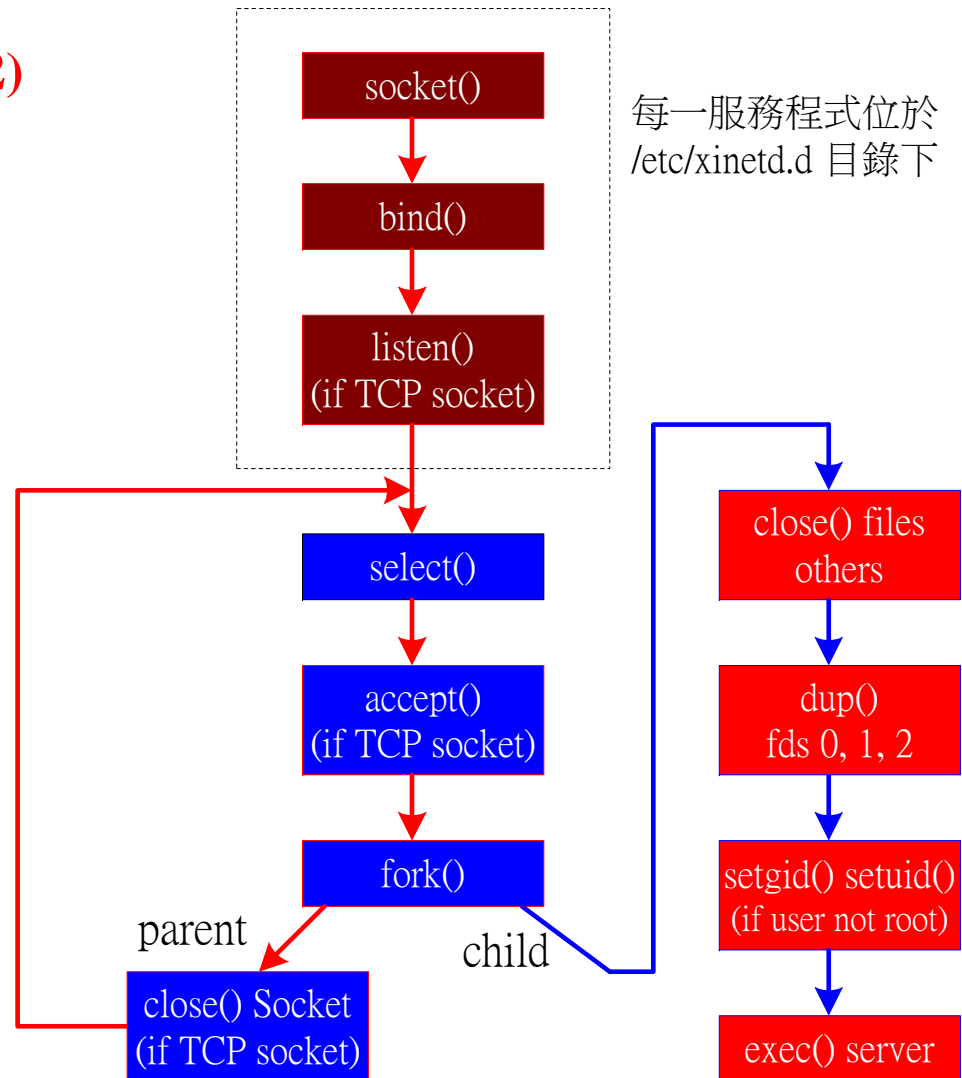 2)
socket()
每一服務程式位於
/etc/xinetd.d 目錄下
bind()
listen()
(if TCP socket)
select()
accept()
(if TCP socket)
fork()
parent
child
close() Socket
(if TCP socket)
close() files
others
dup()
fds 0, 1, 2
setgid() setuid()
(if user not root)
exec() server